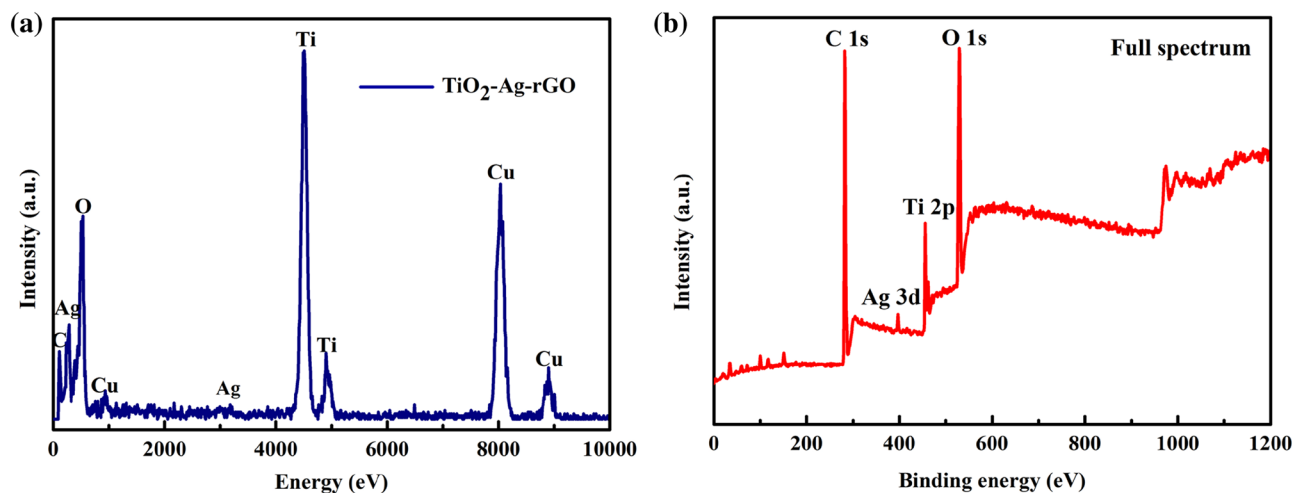 (a)
Ti
TiO2-Ag-rGO
Cu
O
Ag
C
Cu
Ag
Ti
Cu
Intensity (a.u.)
0 2000 4000 6000 8000 10000
Energy (eV)
(b)
C 1s O 1s
Full spectrum
Ti 2p
Ag 3d
Intensity (a.u.)
0 200 400 600 800 1000 1200
Binding energy (eV)